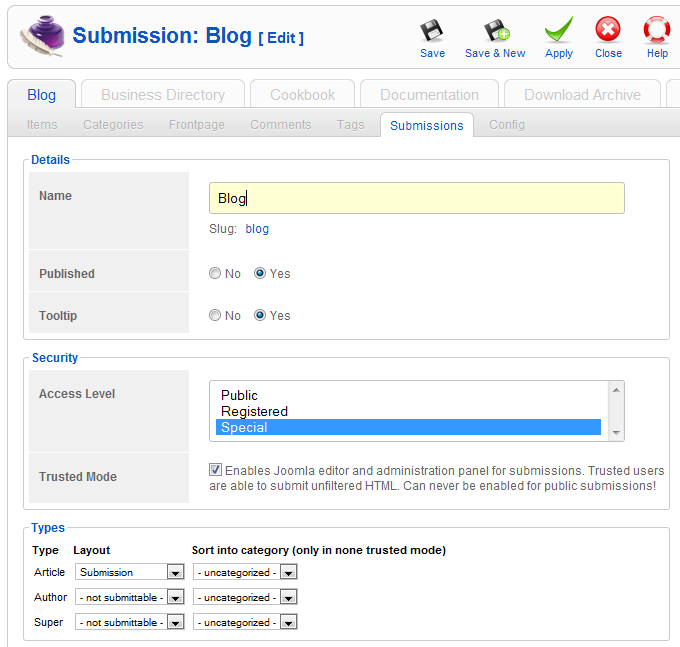 Submission: Blog [ Edit ]
Save Save & New Apply Close Help
Blog Business Directory Cookbook Documentation Download Archive
Items Categories Frontpage Comments Tags Submissions Config
Details
Name Blog
Slug: blog
Published No Yes
Tooltip No Yes
Security
Access Level Public
Registered
Special
Trusted Mode Enables Joomla editor and administration panel for submissions. Trusted users
are able to submit unfiltered HTML. Can never be enabled for public submissions!
Types
Type Layout Sort into category (only in none trusted mode)
Article Submission - uncategorized -
Author - not submittable - - uncategorized -
Super - not submittable - - uncategorized -